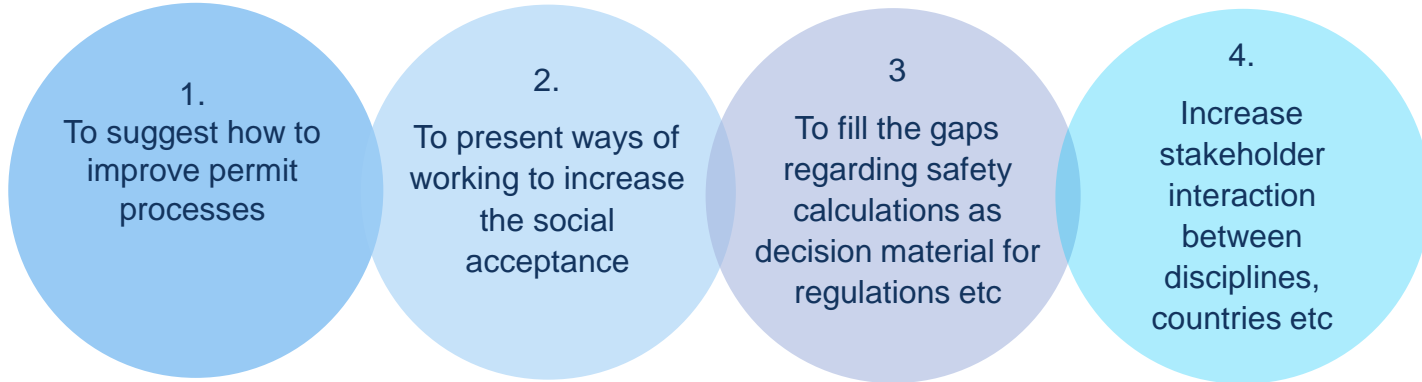 1.
To suggest how to
improve permit
processes
2.
To present ways of
working to increase
the social
acceptance
3
To fill the gaps
regarding safety
calculations as
decision material for
regulations etc
4.
Increase
stakeholder
interaction
between
disciplines,
countries etc